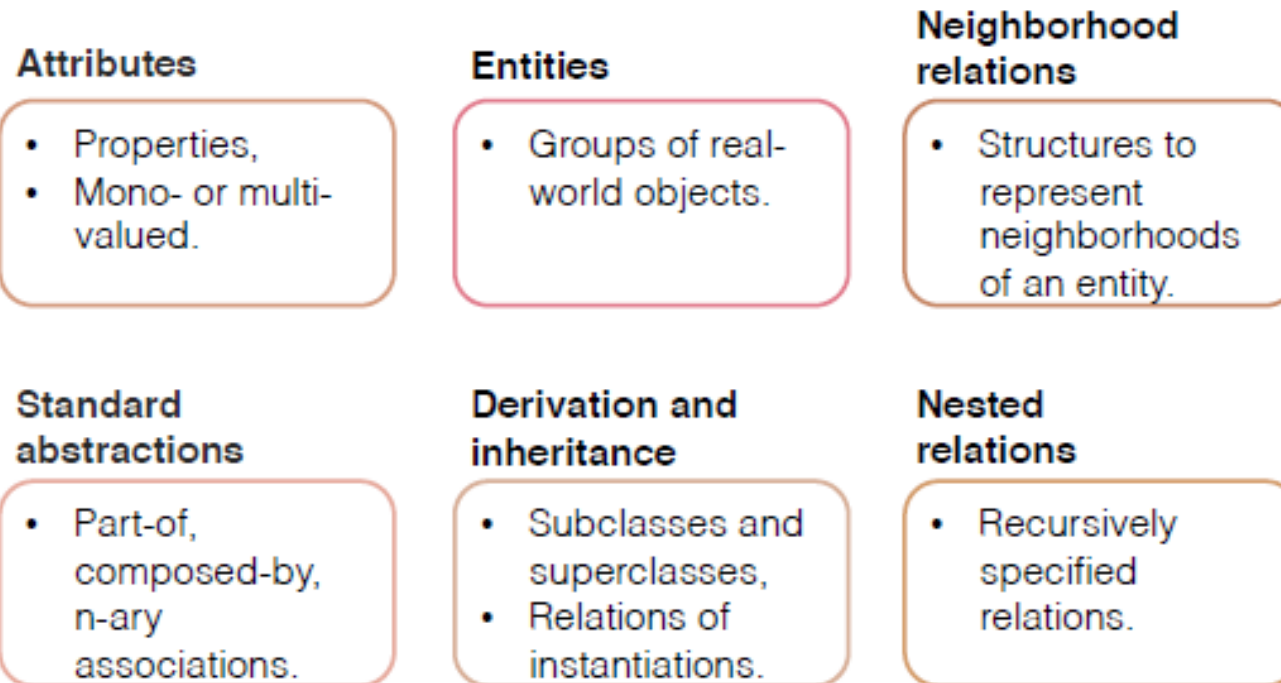 Attributes
• Properties,
• Mono- or multi-
valued.
Entities
• Groups of real-
world objects.
Neighborhood
relations
• Structures to
represent
neighborhoods
of an entity.
Standard
abstractions
• Part-of,
composed-by,
n-ary
associations.
Derivation and
inheritance
• Subclasses and
superclasses,
• Relations of
instantiations.
Nested
relations
• Recursively
specified
relations.